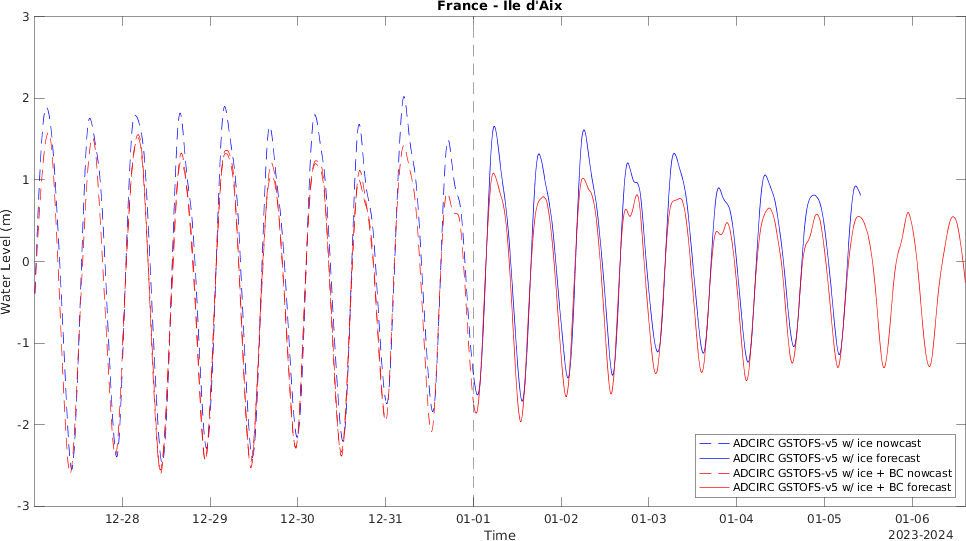 France - Ile d'Aix
3
2
1
0
-1
-2
-3
Water Level (m)
ADCIRC GSTOFS-v5 w/ ice nowcast
ADCIRC GSTOFS-v5 w/ ice forecast
ADCIRC GSTOFS-v5 w/ ice + BC nowcast
ADCIRC GSTOFS-v5 w/ ice + BC forecast
12-28 12-29 12-30 12-31 01-01 01-02 01-03 01-04 01-05 01-06
Time
2023-2024